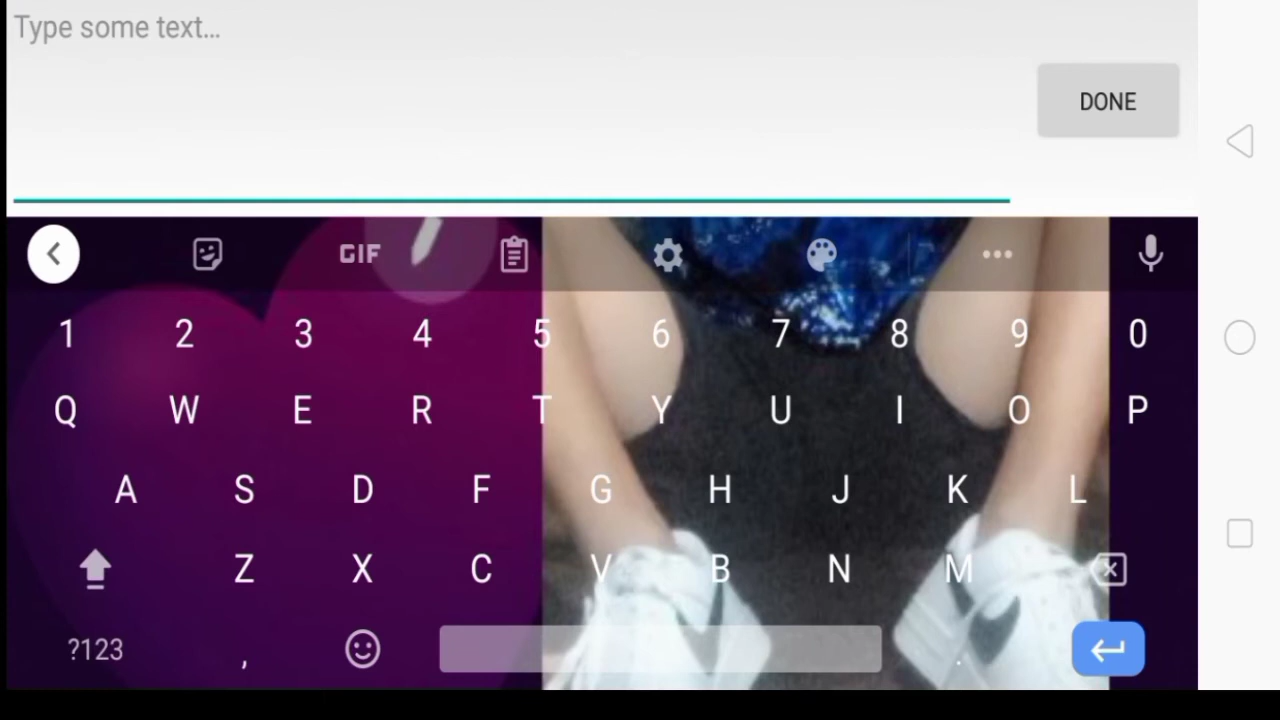 Type some text...
DONE
GIF
1 2 3 4 5 6 7 8 9 0
Q W E R T Y U I O P
A S D F G H J K L
Z X C V B N M
?123 , .